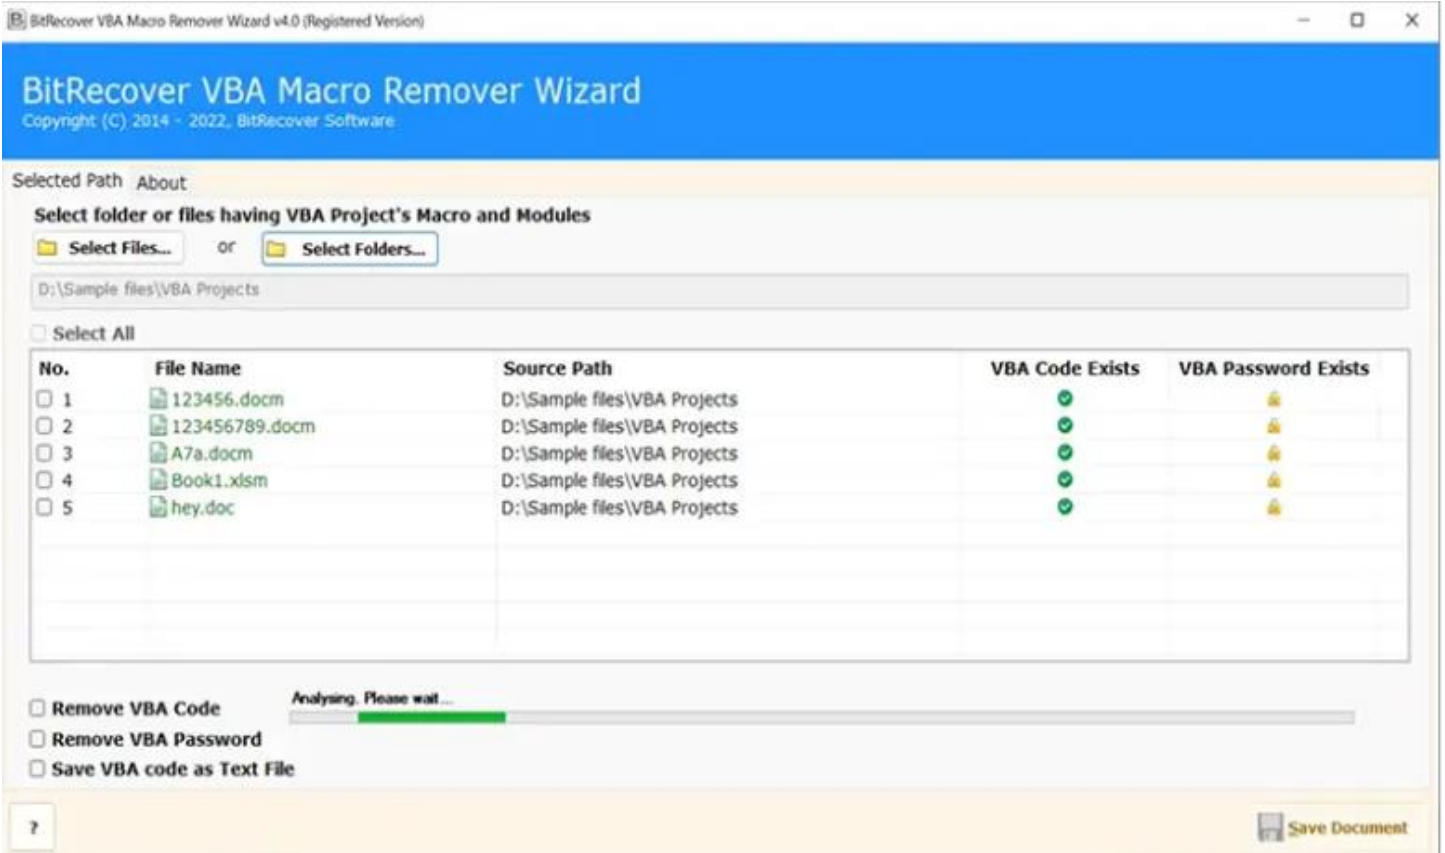 BitRecover VBA Macro Remover Wizard v4.0 (Registered Version)
BitRecover VBA Macro Remover Wizard
Copyright (C) 2014 - 2022, BitRecover Software
Selected Path About
Select folder or files having VBA Project's Macro and Modules
Select Files... or Select Folders...
D:\Sample files\VBA Projects
Select All
No. File Name Source Path VBA Code Exists VBA Password Exists
1 123456.docm D:\Sample files\VBA Projects
2 123456789.docm D:\Sample files\VBA Projects
3 A7a.docm D:\Sample files\VBA Projects
4 Book1.xlsm D:\Sample files\VBA Projects
5 hey.doc D:\Sample files\VBA Projects
Analysing. Please wait...
Remove VBA Code
Remove VBA Password
Save VBA code as Text File
? Save Document